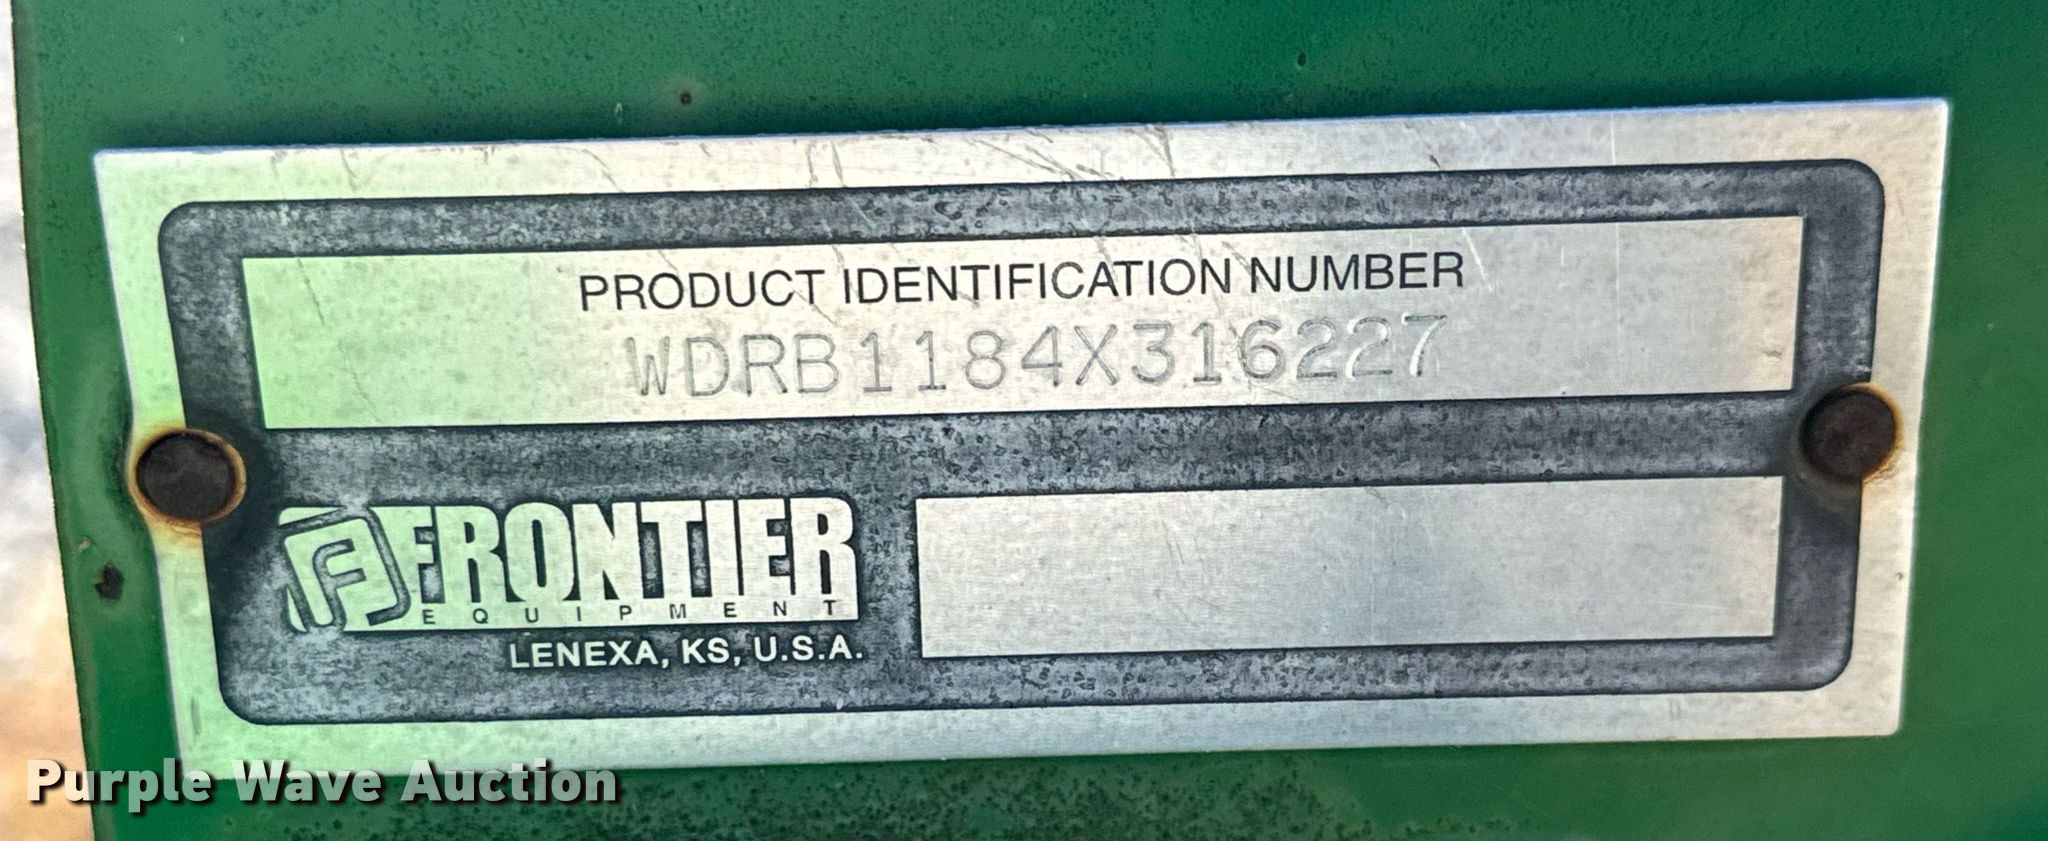 PRODUCT IDENTIFICATION NUMBER
WDRB1184X316227
F FRONTIER
EQUIPMENT
LENEXA, KS, U.S.A.
Purple Wave Auction